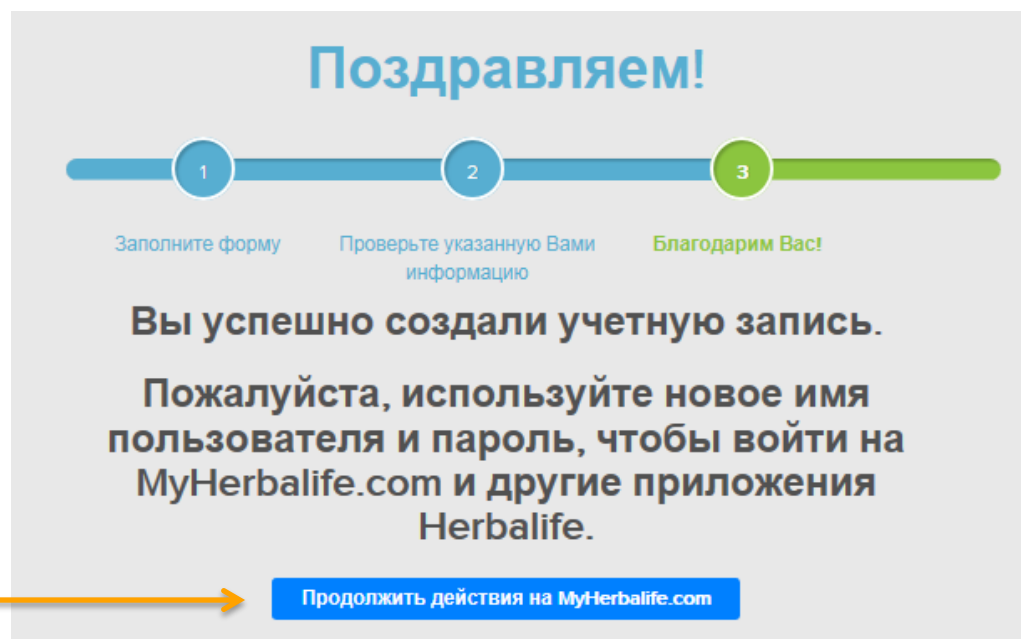 Поздравляем!
1 2 3
Заполните форму Проверьте указанную Вами Благодарим Вас!
информацию
Вы успешно создали учетную запись.
Пожалуйста, используйте новое имя
пользователя и пароль, чтобы войти на
MyHerbalife.com и другие приложения
Herbalife.
Продолжить действия на MyHerbalife.com